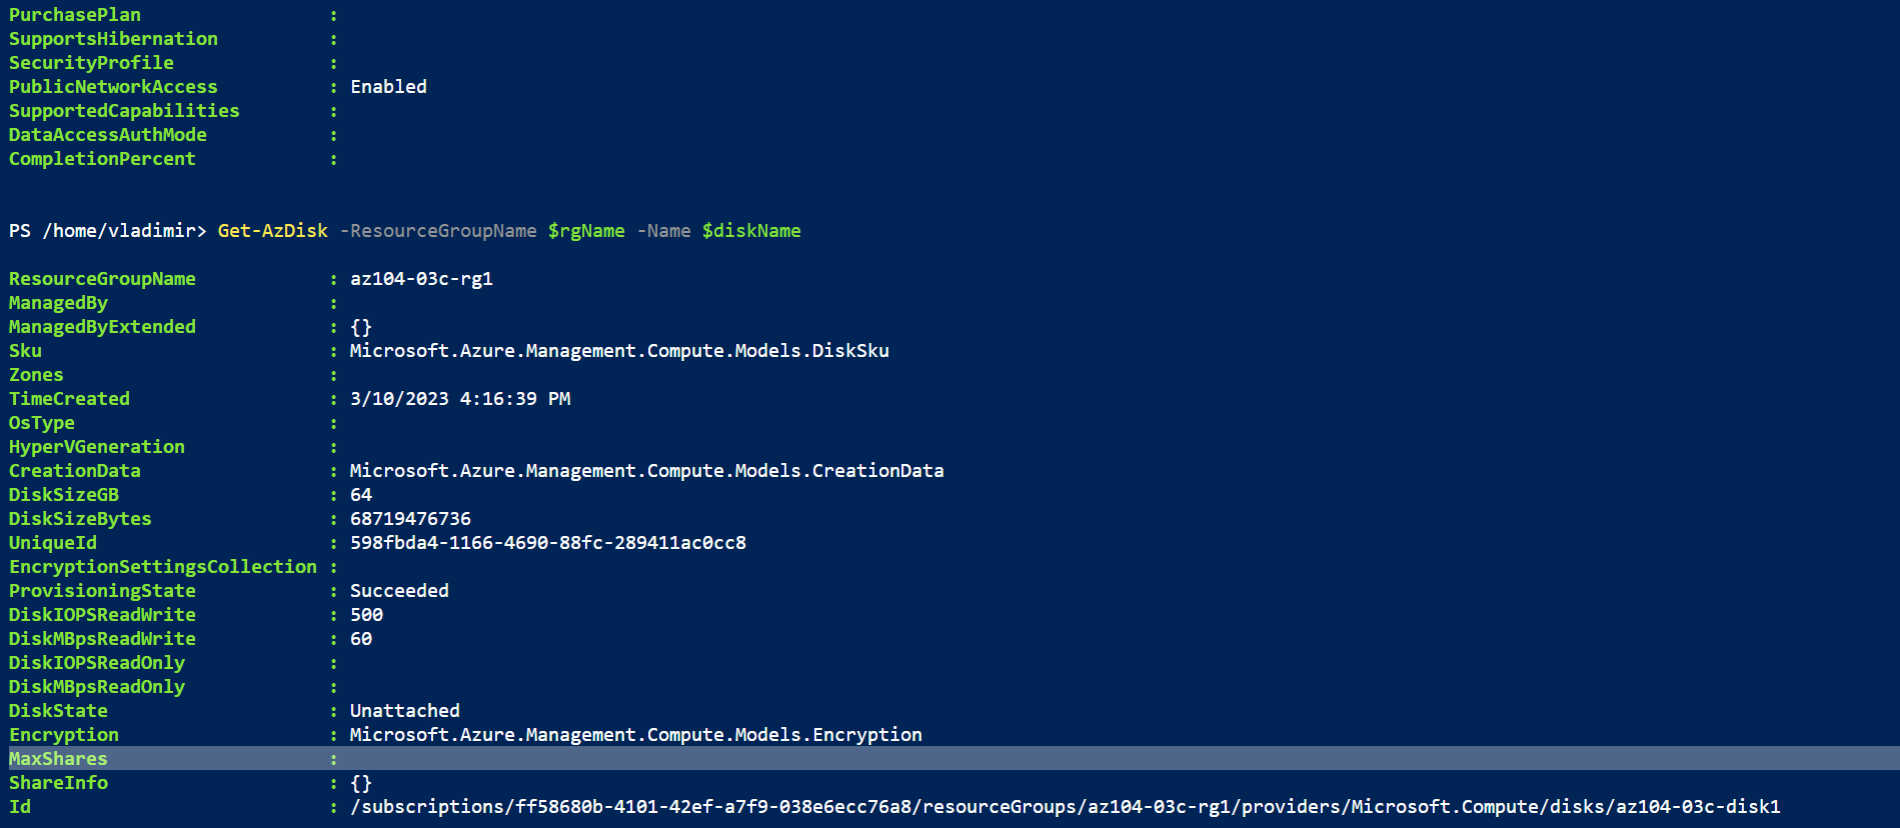 PurchasePlan                 :
SupportsHibernation          :
SecurityProfile              :
PublicNetworkAccess          : Enabled
SupportedCapabilities        :
DataAccessAuthMode           :
CompletionPercent            :
PS /home/vladimir> Get-AzDisk -ResourceGroupName $rgName -Name $diskName
ResourceGroupName            : az104-03c-rg1
ManagedBy                    :
ManagedByExtended            : {}
Sku                          : Microsoft.Azure.Management.Compute.Models.DiskSku
Zones                        :
TimeCreated                  : 3/10/2023 4:16:39 PM
OsType                       :
HyperVGeneration             :
CreationData                 : Microsoft.Azure.Management.Compute.Models.CreationData
DiskSizeGB                   : 64
DiskSizeBytes                : 68719476736
UniqueId                     : 598fbda4-1166-4690-88fc-289411ac0cc8
EncryptionSettingsCollection :
ProvisioningState            : Succeeded
DiskIOPSReadWrite            : 500
DiskMBpsReadWrite            : 60
DiskIOPSReadOnly             :
DiskMBpsReadOnly             :
DiskState                    : Unattached
Encryption                   : Microsoft.Azure.Management.Compute.Models.Encryption
MaxShares                    :
ShareInfo                    : {}
Id                           : /subscriptions/ff58680b-4101-42ef-a7f9-038e6ecc76a8/resourceGroups/az104-03c-rg1/providers/Microsoft.Compute/disks/az104-03c-disk1